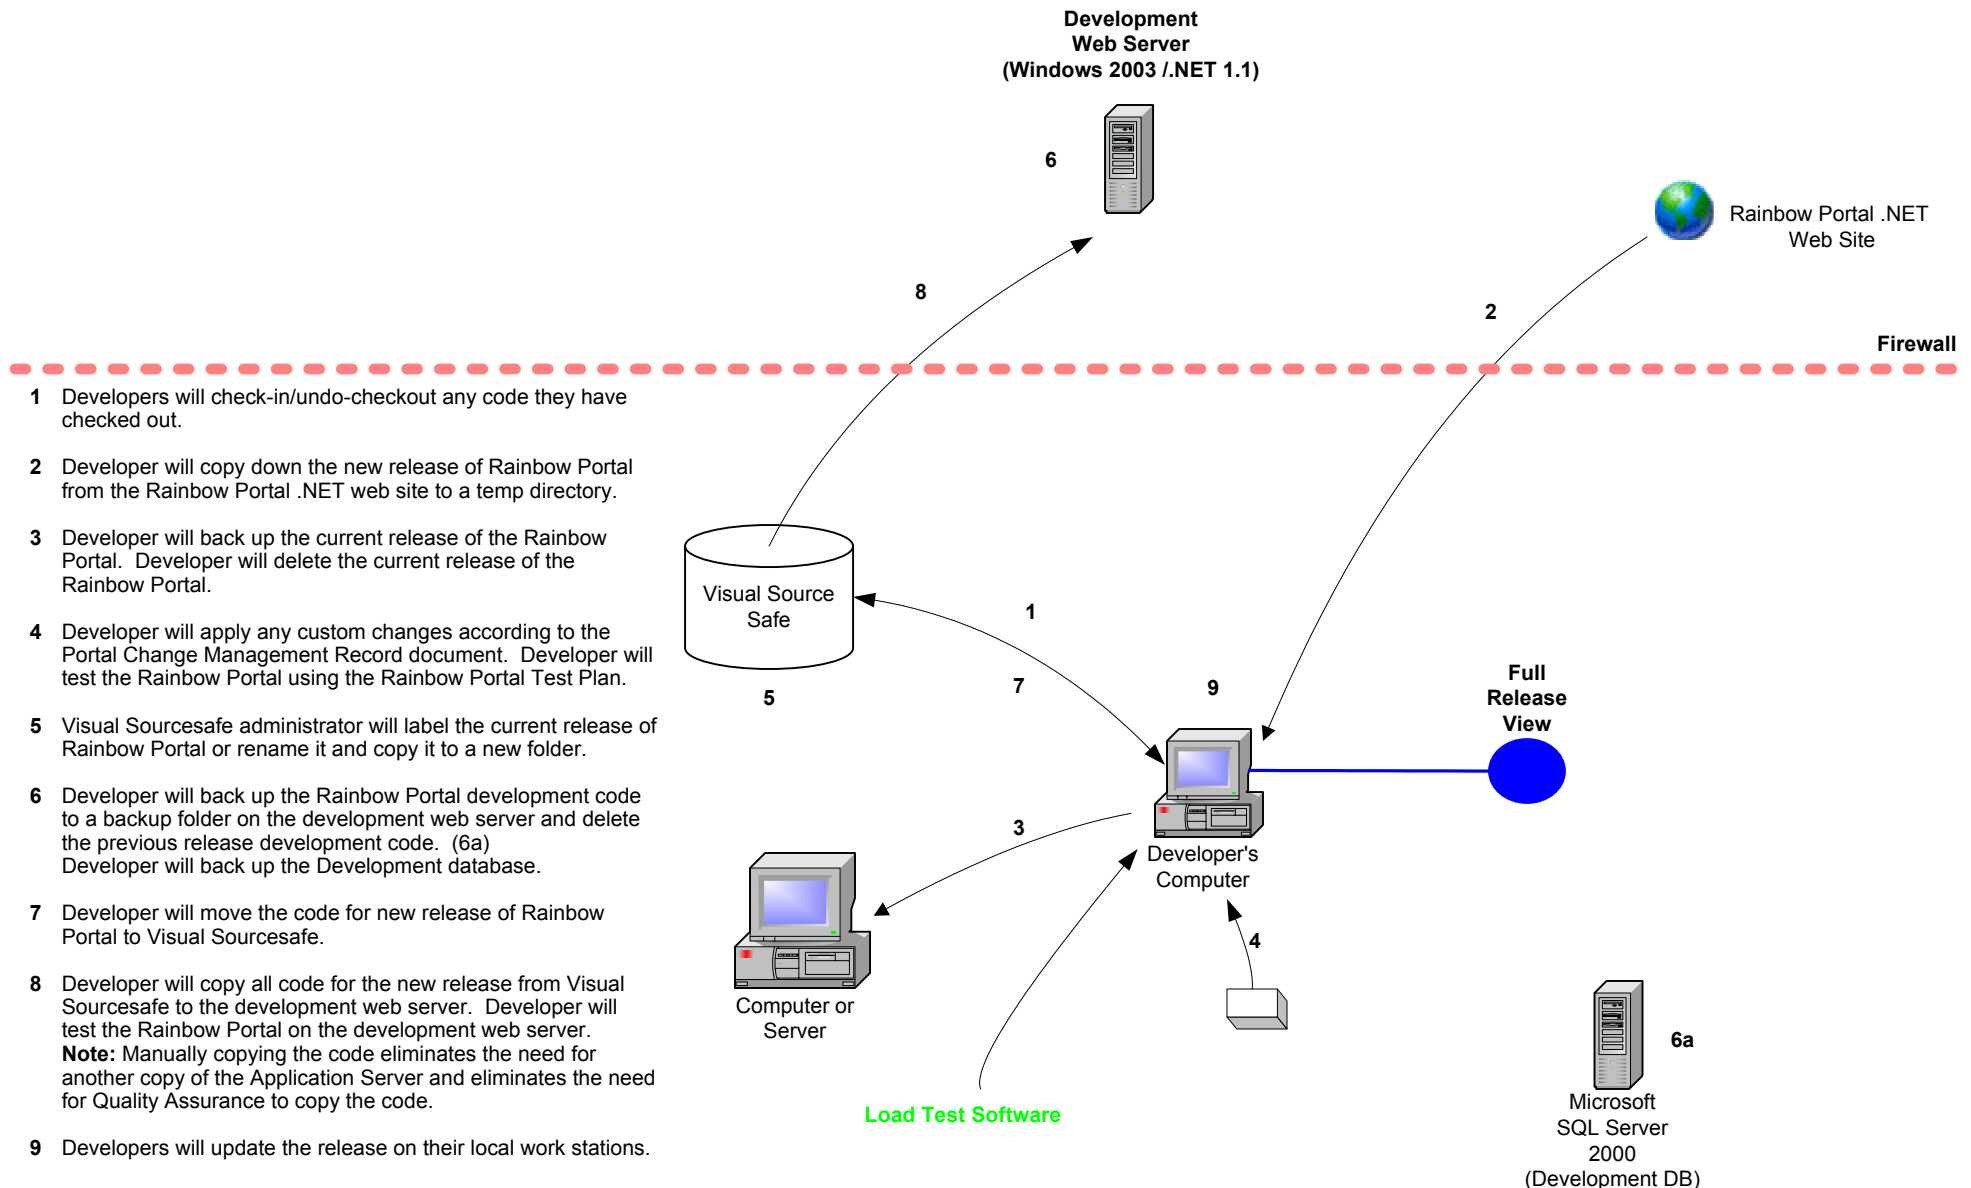 Development
Web Server
(Windows 2003 /.NET 1.1)
6
Rainbow Portal .NET
Web Site
8
2
Firewall
1 Developers will check-in/undo-checkout any code they have
checked out.
2 Developer will copy down the new release of Rainbow Portal
from the Rainbow Portal .NET web site to a temp directory.
3 Developer will back up the current release of the Rainbow
Portal.  Developer will delete the current release of the
Rainbow Portal.
4 Developer will apply any custom changes according to the
Portal Change Management Record document.  Developer will
test the Rainbow Portal using the Rainbow Portal Test Plan.
5 Visual Sourcesafe administrator will label the current release of
Rainbow Portal or rename it and copy it to a new folder.
6 Developer will back up the Rainbow Portal development code
to a backup folder on the development web server and delete
the previous release development code.  (6a)
Developer will back up the Development database.
7 Developer will move the code for new release of Rainbow
Portal to Visual Sourcesafe.
8 Developer will copy all code for the new release from Visual
Sourcesafe to the development web server.  Developer will
test the Rainbow Portal on the development web server.
Note: Manually copying the code eliminates the need for
another copy of the Application Server and eliminates the need
for Quality Assurance to copy the code.
9 Developers will update the release on their local work stations.
Visual Source
Safe
5
1
7
9
Full
Release
View
3
Developer's
Computer
4
Computer or
Server
Load Test Software
6a
Microsoft
SQL Server
2000
(Development DB)